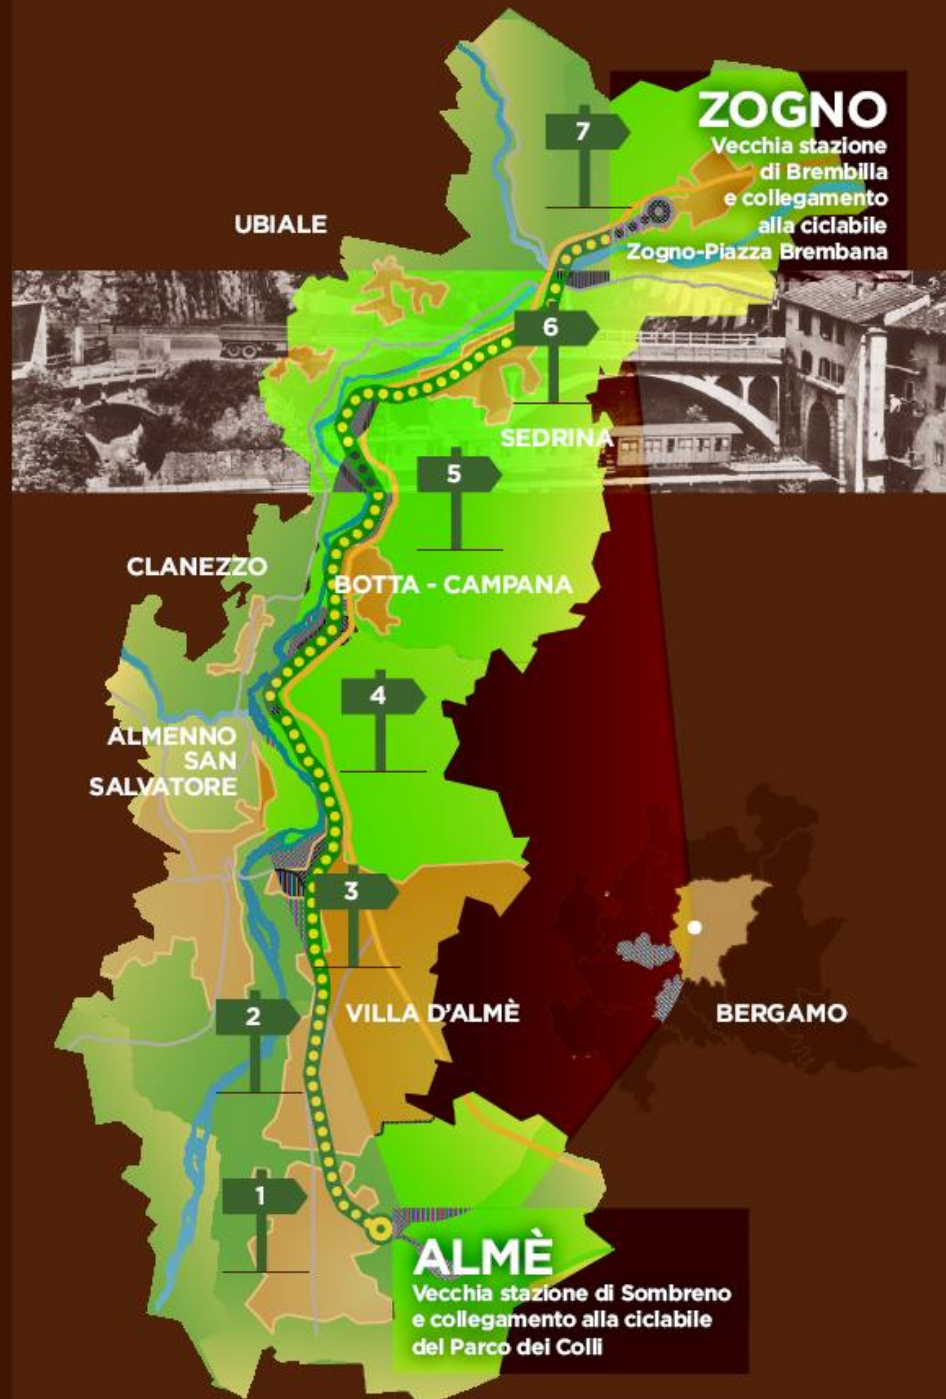 7
ZOGNO
Vecchia stazione
di Brembilla
e collegamento
alla ciclabile
Zogno-Piazza Brembana
UBIALE
6
SEDRINA
5
CLANEZZO
BOTTA - CAMPANA
4
ALMENNO
SAN
SALVATORE
3
2
VILLA D'ALMÈ
BERGAMO
1
ALMÈ
Vecchia stazione di Sombreno
e collegamento alla ciclabile
del Parco dei Colli